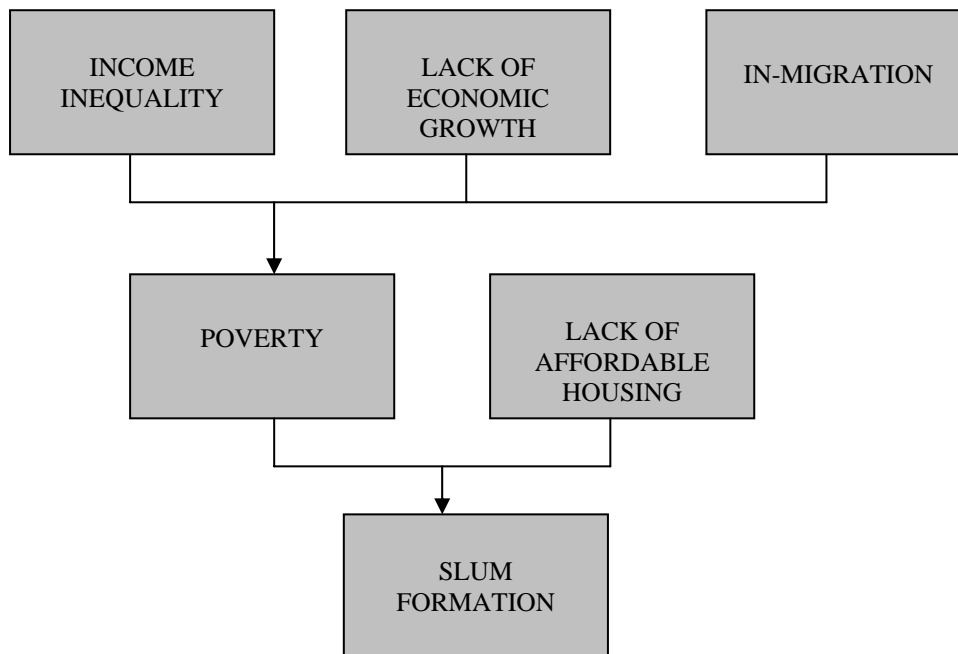 INCOME
INEQUALITY
LACK OF
ECONOMIC
GROWTH
IN-MIGRATION
POVERTY
LACK OF
AFFORDABLE
HOUSING
SLUM
FORMATION